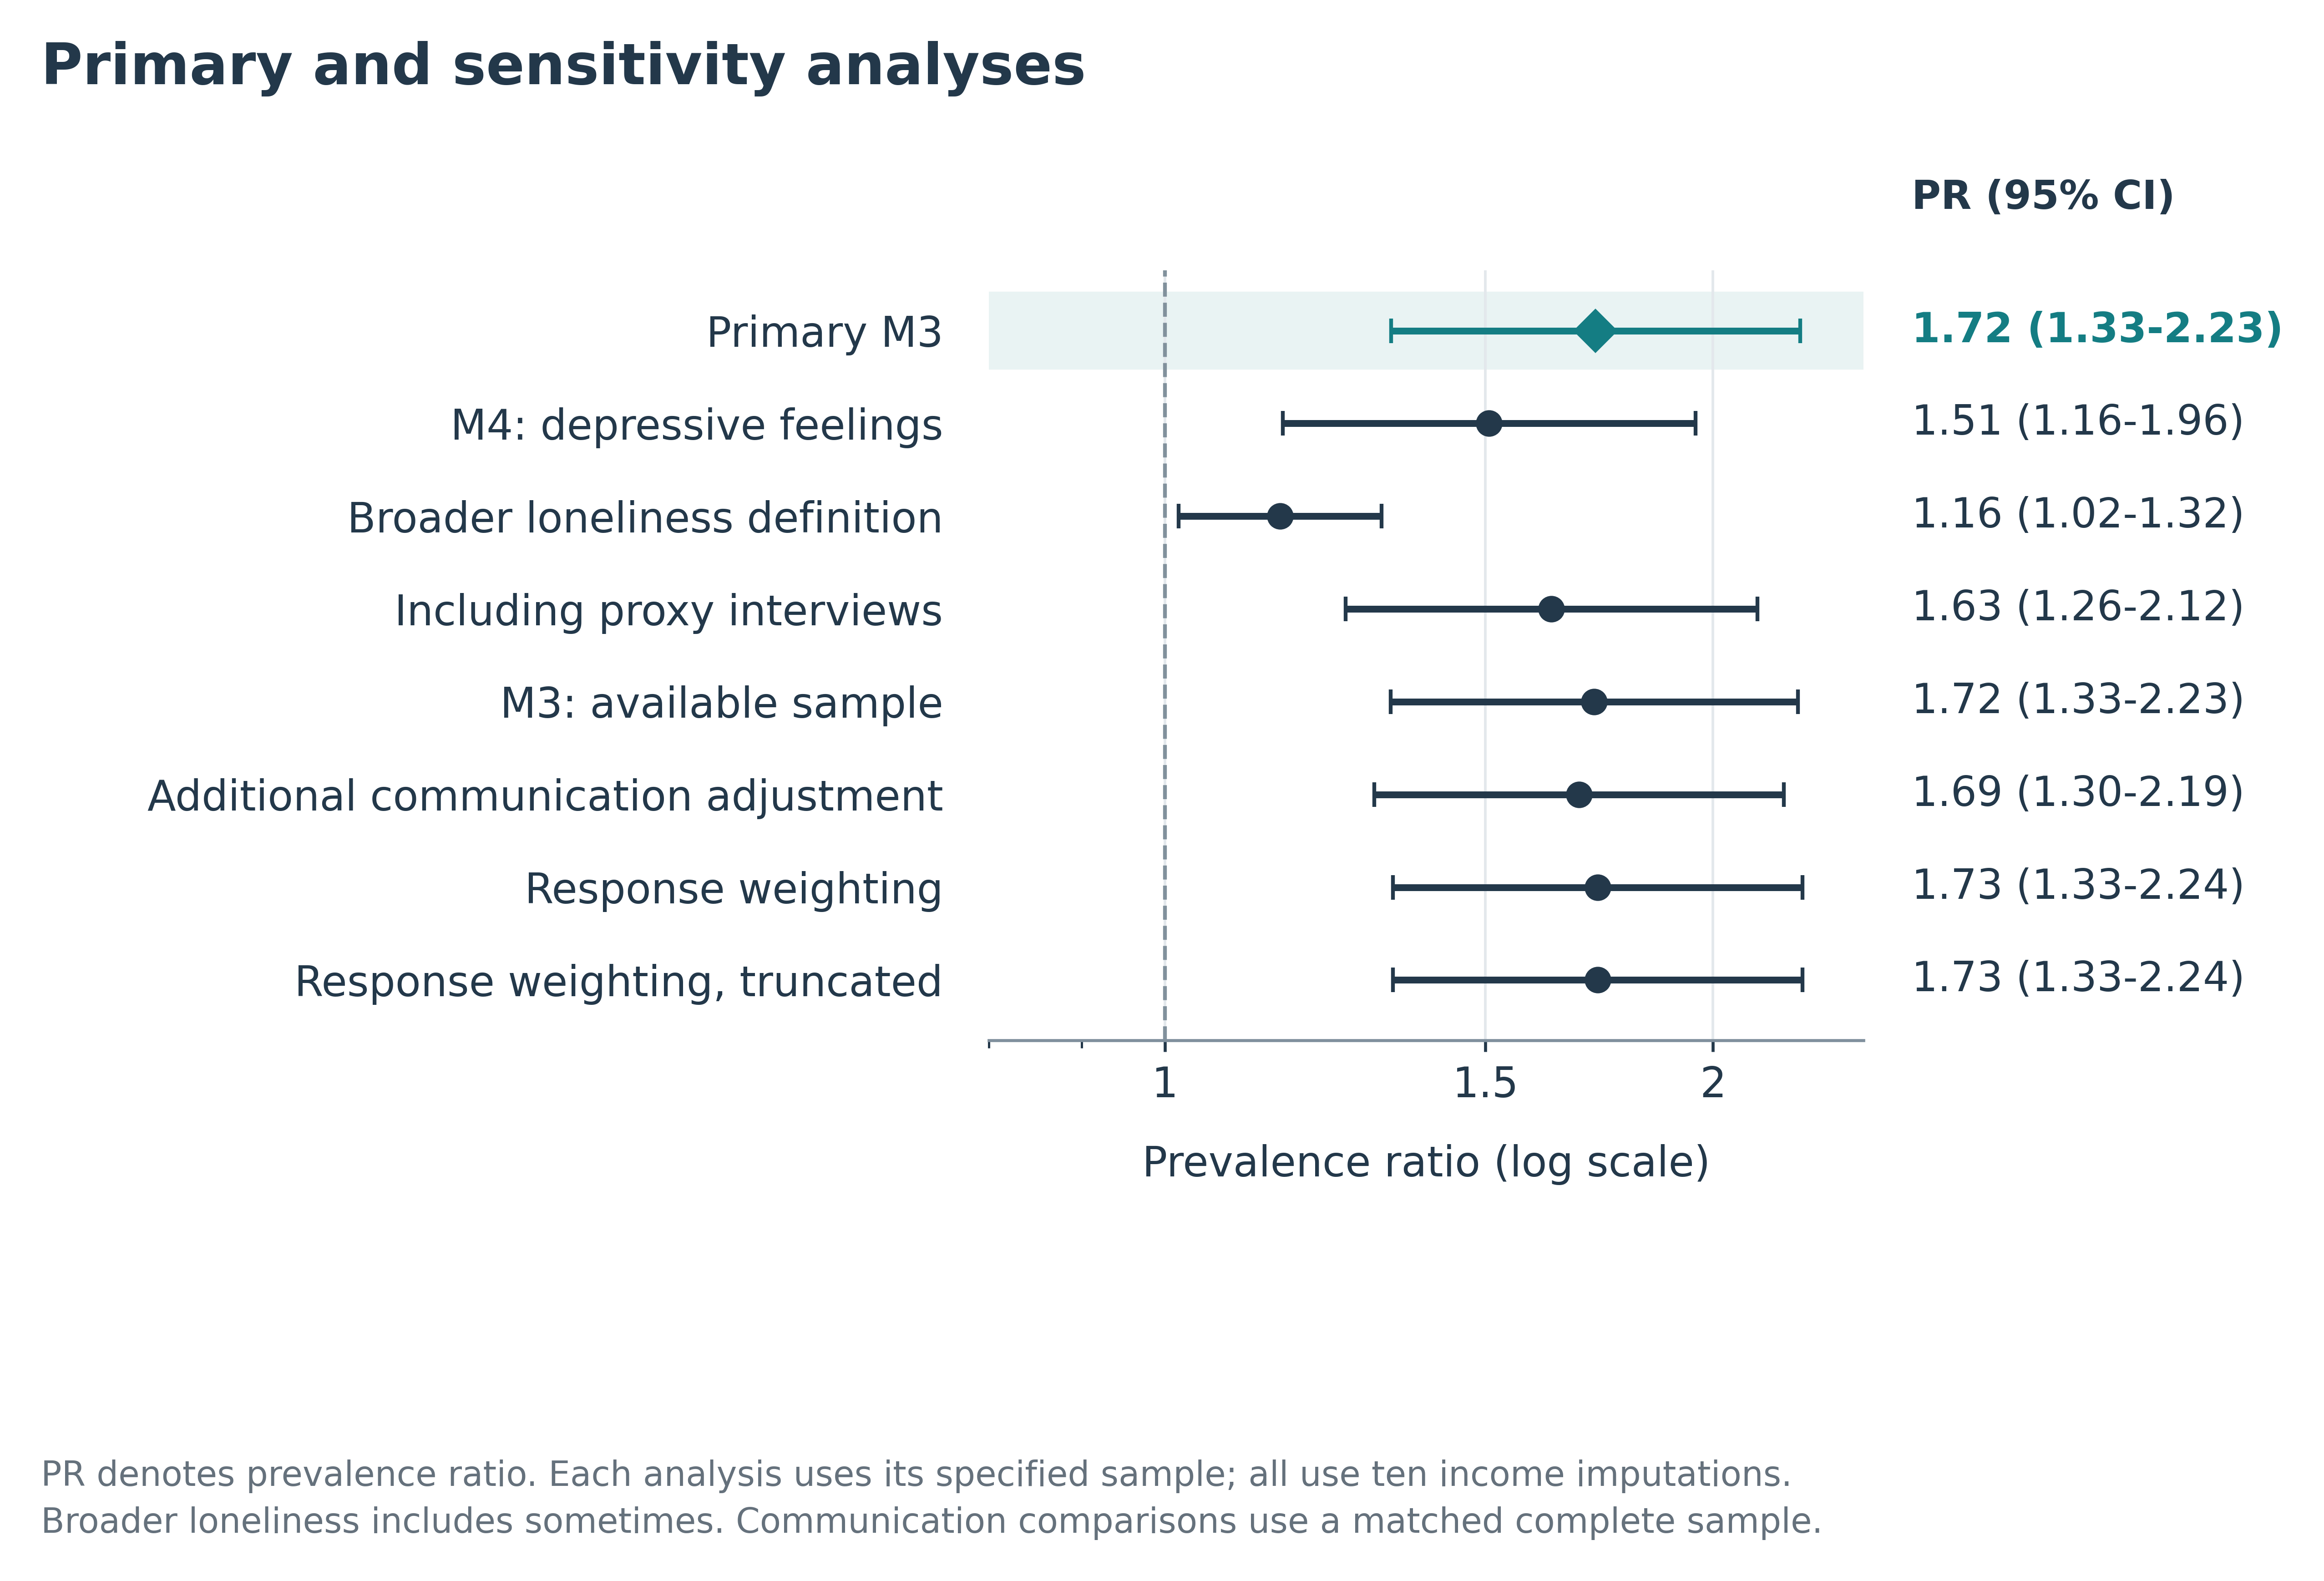 Primary and sensitivity analyses
PR (95% CI)
Primary M3 1.72 (1.33-2.23)
M4: depressive feelings 1.51 (1.16-1.96)
Broader loneliness definition 1.16 (1.02-1.32)
Including proxy interviews 1.63 (1.26-2.12)
M3: available sample 1.72 (1.33-2.23)
Additional communication adjustment 1.69 (1.30-2.19)
Response weighting 1.73 (1.33-2.24)
Response weighting, truncated 1.73 (1.33-2.24)
1 1.5 2
Prevalence ratio (log scale)
PR denotes prevalence ratio. Each analysis uses its specified sample; all use ten income imputations.
Broader loneliness includes sometimes. Communication comparisons use a matched complete sample.